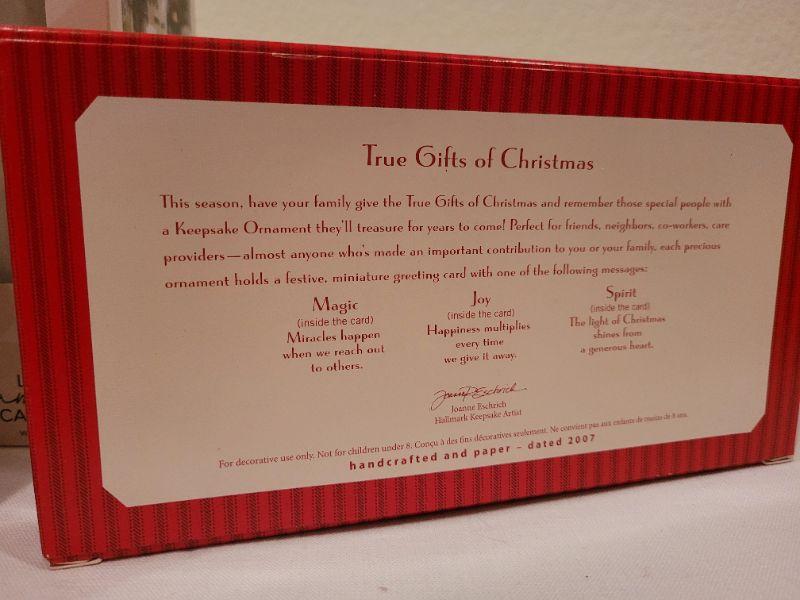 True Gifts of Christmas
This season, have your family give the True Gifts of Christmas and remember those special people with
a Keepsake Ornament they'll treasure for years to come! Perfect for friends, neighbors, co-workers, care
providers—almost anyone who's made an important contribution to you or your family, each precious
ornament holds a festive, miniature greeting card with one of the following messages:
Magic
(inside the card)
Miracles happen
when we reach out
to others.
Joy
(inside the card)
Happiness multiplies
every time
we give it away.
Spirit
(inside the card)
The light of Christmas
shines from
a generous heart.
Joanne Eschrich
Joanne Eschrich
Hallmark Keepsake Artist
For decorative use only. Not for children under 8. Conçu à des fins décoratives seulement. Ne convient pas aux enfants de moins de 8 ans.
handcrafted and paper – dated 2007
L
CA